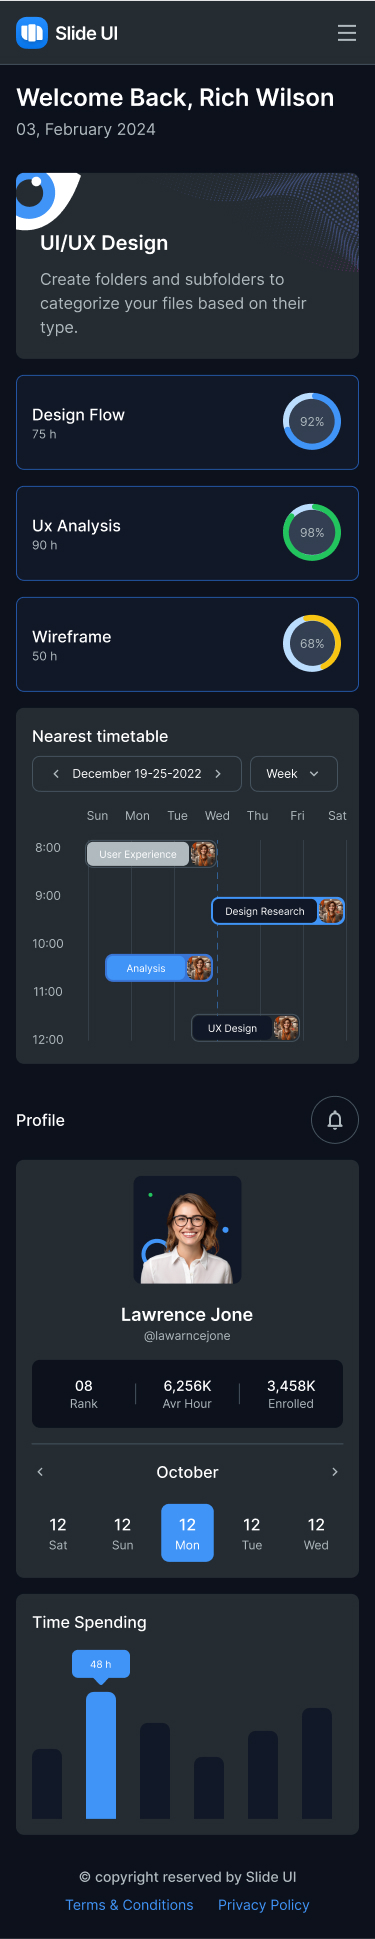 Slide UI
Welcome Back, Rich Wilson
03, February 2024
UI/UX Design
Create folders and subfolders to
categorize your files based on their
type.
Design Flow
75 h
92%
Ux Analysis
90 h
98%
Wireframe
50 h
68%
Nearest timetable
December 19-25-2022
Week
Sun Mon Tue Wed Thu Fri Sat
8:00
User Experience
9:00
Design Research
10:00
Analysis
11:00
UX Design
12:00
Profile
Lawrence Jone
@lawarncejone
08 6,256K 3,458K
Rank Avr Hour Enrolled
October
12 12 12 12 12
Sat Sun Mon Tue Wed
Time Spending
48 h
© copyright reserved by Slide UI
Terms & Conditions Privacy Policy